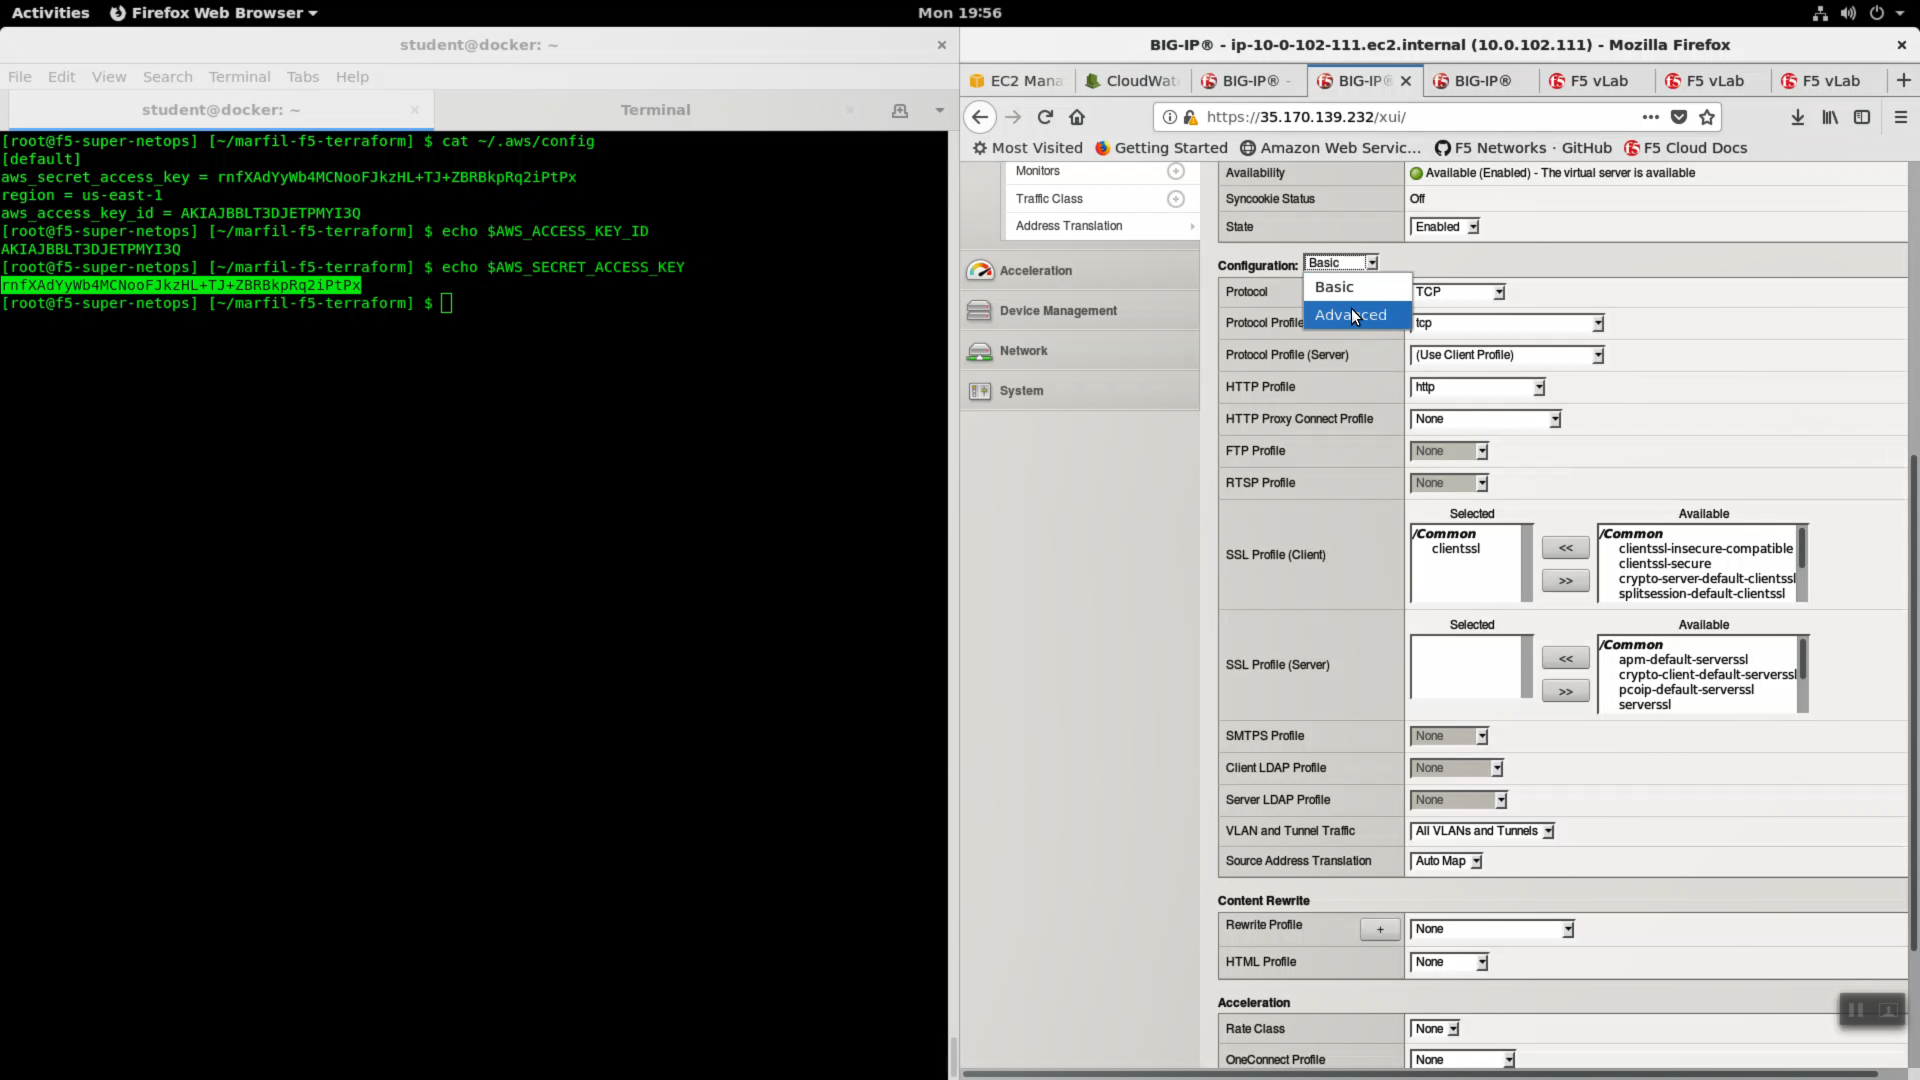 Activities
Firefox Web Browser
Mon 19:56
student@docker: ~
File Edit View Search Terminal Tabs Help
student@docker: ~
Terminal
[root@f5-super-netops] [~/marfil-f5-terraform] $ cat ~/.aws/config
[default]
aws_secret_access_key = rnfXAdYyWb4MCNooFJkzHL+TJ+ZBRBkpRq2iPtPx
region = us-east-1
aws_access_key_id = AKIAJBBLT3DJETPMYI3Q
[root@f5-super-netops] [~/marfil-f5-terraform] $ echo $AWS_ACCESS_KEY_ID
AKIAJBBLT3DJETPMYI3Q
[root@f5-super-netops] [~/marfil-f5-terraform] $ echo $AWS_SECRET_ACCESS_KEY
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
[root@f5-super-netops] [~/marfil-f5-terraform] $
BIG-IP® - ip-10-0-102-111.ec2.internal (10.0.102.111) - Mozilla Firefox
EC2 Mana
CloudWat
BIG-IP® -
BIG-IP®
BIG-IP®
F5 vLab
F5 vLab
F5 vLab
https://35.170.139.232/xui/
Most Visited
Getting Started
Amazon Web Servic...
F5 Networks · GitHub
F5 Cloud Docs
Monitors
Traffic Class
Address Translation
Acceleration
Device Management
Network
System
Availability
Available (Enabled) - The virtual server is available
Syncookie Status
Off
State
Enabled
Configuration:
Basic
Basic
Advanced
Protocol
TCP
Protocol Profile
tcp
Protocol Profile (Server)
(Use Client Profile)
HTTP Profile
http
HTTP Proxy Connect Profile
None
FTP Profile
None
RTSP Profile
None
SSL Profile (Client)
Selected
/Common
clientssl
<<
>>
Available
/Common
clientssl-insecure-compatible
clientssl-secure
crypto-server-default-clientssl
splitsession-default-clientssl
SSL Profile (Server)
Selected
<<
>>
Available
/Common
apm-default-serverssl
crypto-client-default-serverssl
pcoip-default-serverssl
serverssl
SMTPS Profile
None
Client LDAP Profile
None
Server LDAP Profile
None
VLAN and Tunnel Traffic
All VLANs and Tunnels
Source Address Translation
Auto Map
Content Rewrite
Rewrite Profile
+
None
HTML Profile
None
Acceleration
Rate Class
None
OneConnect Profile
None